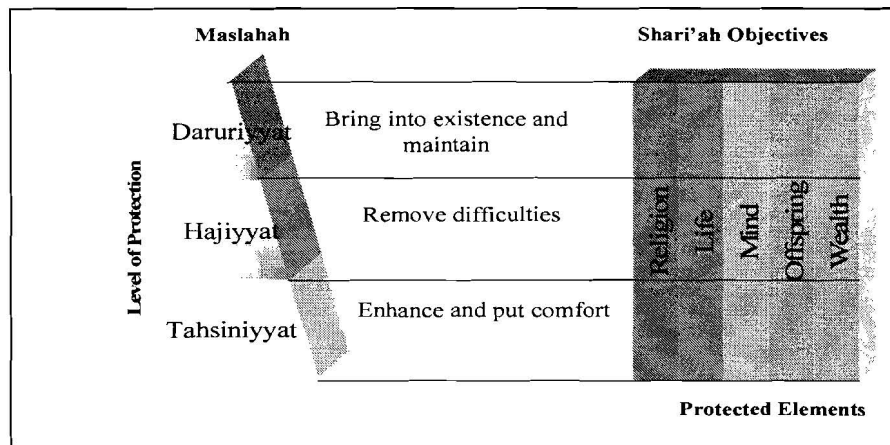 Maslahah
Shari'ah Objectives
Level of Protection
Daruriyyat
Bring into existence and
maintain
Hajiyyat
Remove difficulties
Tahsiniyyat
Enhance and put comfort
Religion
Life
Mind
Offspring
Wealth
Protected Elements